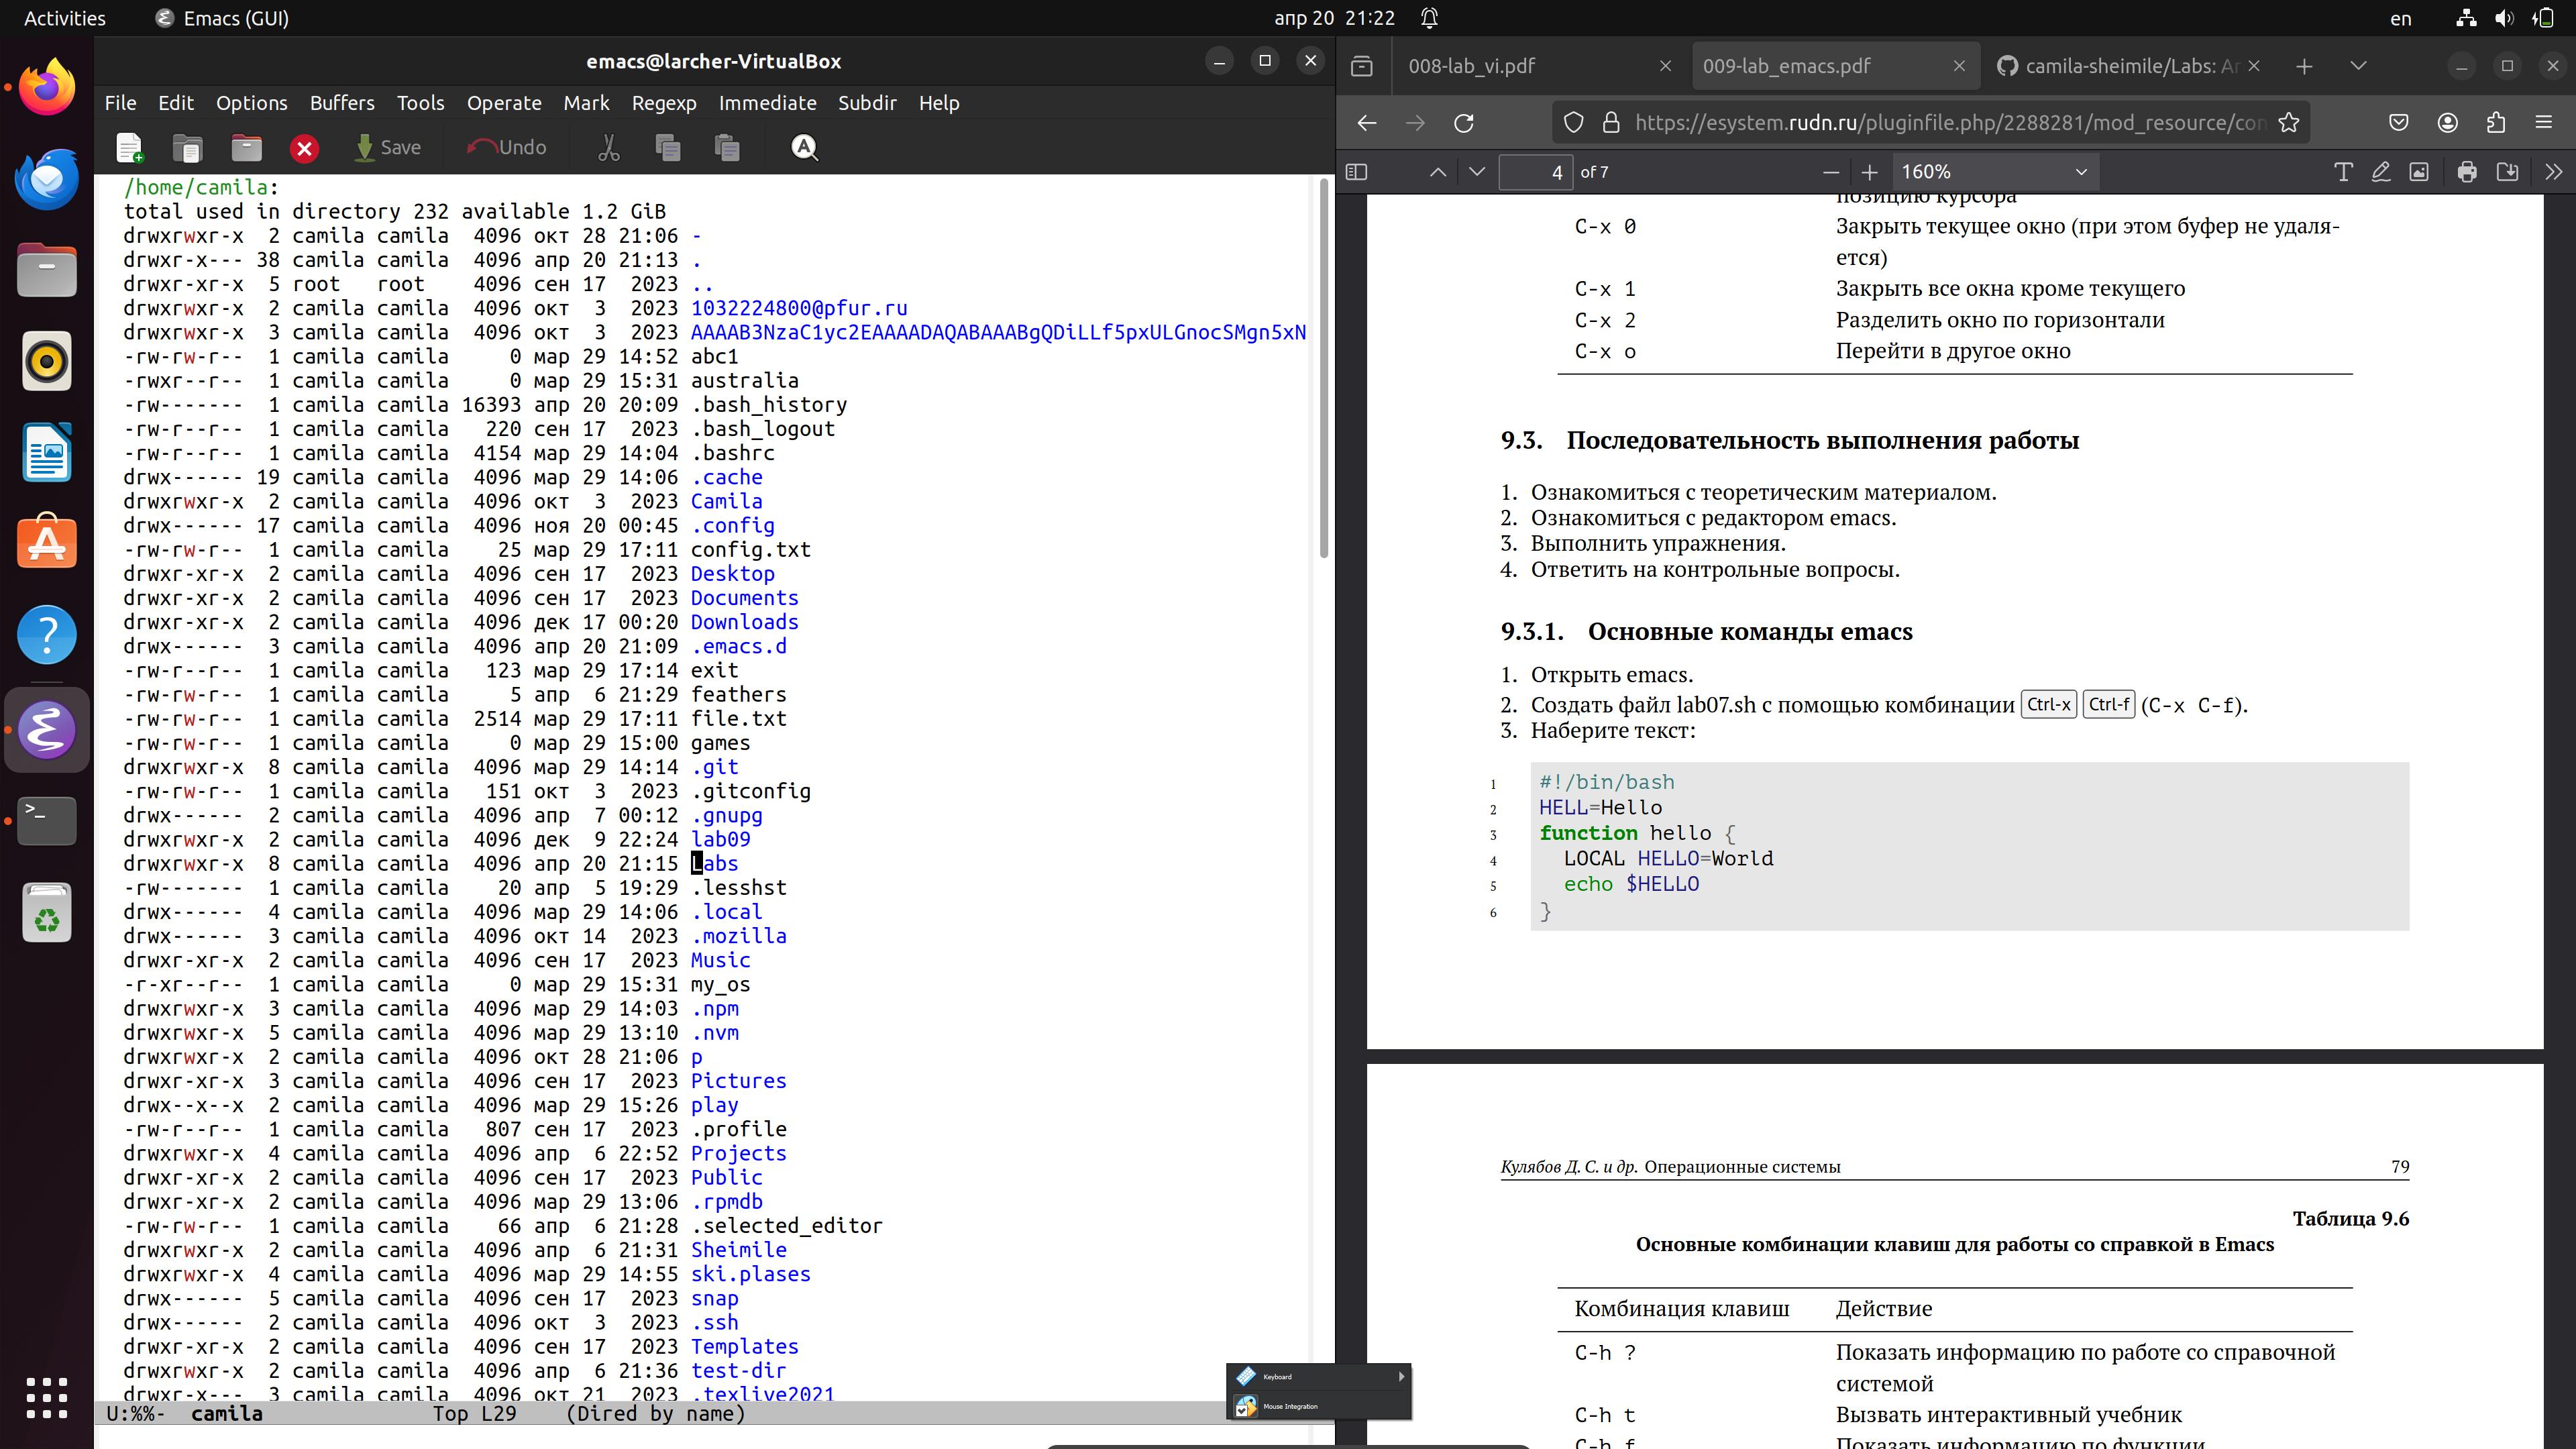 Activities
Emacs (GUI)
апр 20 21:22
en
emacs@larcher-VirtualBox
File Edit Options Buffers Tools Operate Mark Regexp Immediate Subdir Help
Save
Undo
/home/camila:
total used in directory 232 available 1.2 GiB
drwxrwxr-x 2 camila camila 4096 окт 28 21:06 -
drwxr-x--- 38 camila camila 4096 апр 20 21:13 .
drwxr-xr-x 5 root root 4096 сен 17 2023 ..
drwxrwxr-x 2 camila camila 4096 окт 3 2023 1032224800@pfur.ru
drwxrwxr-x 3 camila camila 4096 окт 3 2023 AAAAB3NzaC1yc2EAAAADAQABAAABgQDiLLf5pxULGnocSMgn5xN
-rw-rw-r-- 1 camila camila 0 мар 29 14:52 abc1
-rwxr--r-- 1 camila camila 0 мар 29 15:31 australia
-rw------- 1 camila camila 16393 апр 20 20:09 .bash_history
-rw-r--r-- 1 camila camila 220 сен 17 2023 .bash_logout
-rw-r--r-- 1 camila camila 4154 мар 29 14:04 .bashrc
drwx------ 19 camila camila 4096 мар 29 14:06 .cache
drwxrwxr-x 2 camila camila 4096 окт 3 2023 Camila
drwx------ 17 camila camila 4096 ноя 20 00:45 .config
-rw-rw-r-- 1 camila camila 25 мар 29 17:11 config.txt
drwxr-xr-x 2 camila camila 4096 сен 17 2023 Desktop
drwxr-xr-x 2 camila camila 4096 сен 17 2023 Documents
drwxr-xr-x 2 camila camila 4096 дек 17 00:20 Downloads
drwx------ 3 camila camila 4096 апр 20 21:09 .emacs.d
-rw-r--r-- 1 camila camila 123 мар 29 17:14 exit
-rw-rw-r-- 1 camila camila 5 апр 6 21:29 feathers
-rw-rw-r-- 1 camila camila 2514 мар 29 17:11 file.txt
-rw-rw-r-- 1 camila camila 0 мар 29 15:00 games
drwxrwxr-x 8 camila camila 4096 мар 29 14:14 .git
-rw-rw-r-- 1 camila camila 151 окт 3 2023 .gitconfig
drwx------ 2 camila camila 4096 апр 7 00:12 .gnupg
drwxrwxr-x 2 camila camila 4096 дек 9 22:24 lab09
drwxrwxr-x 8 camila camila 4096 апр 20 21:15 Labs
-rw------- 1 camila camila 20 апр 5 19:29 .lesshst
drwx------ 4 camila camila 4096 мар 29 14:06 .local
drwx------ 3 camila camila 4096 окт 14 2023 .mozilla
drwxr-xr-x 2 camila camila 4096 сен 17 2023 Music
-r-xr--r-- 1 camila camila 0 мар 29 15:31 my_os
drwxrwxr-x 3 camila camila 4096 мар 29 14:03 .npm
drwxrwxr-x 5 camila camila 4096 мар 29 13:10 .nvm
drwxrwxr-x 2 camila camila 4096 окт 28 21:06 p
drwxr-xr-x 3 camila camila 4096 сен 17 2023 Pictures
drwx--x--x 2 camila camila 4096 мар 29 15:26 play
-rw-r--r-- 1 camila camila 807 сен 17 2023 .profile
drwxrwxr-x 4 camila camila 4096 апр 6 22:52 Projects
drwxr-xr-x 2 camila camila 4096 сен 17 2023 Public
drwxr-xr-x 2 camila camila 4096 мар 29 13:06 .rpmdb
-rw-rw-r-- 1 camila camila 66 апр 6 21:28 .selected_editor
drwxrwxr-x 2 camila camila 4096 апр 6 21:31 Sheimile
drwxrwxr-x 4 camila camila 4096 мар 29 14:55 ski.plases
drwx------ 5 camila camila 4096 сен 17 2023 snap
drwx------ 2 camila camila 4096 окт 3 2023 .ssh
drwxr-xr-x 2 camila camila 4096 сен 17 2023 Templates
drwxrwxr-x 2 camila camila 4096 апр 6 21:36 test-dir
drwxr-x--- 3 camila camila 4096 окт 21 2023 .texlive2021
U:%%- camila Top L29 (Dired by name)
Keyboard
Mouse Integration
008-lab_vi.pdf
009-lab_emacs.pdf
camila-sheimile/Labs: Ar
https://esystem.rudn.ru/pluginfile.php/2288281/mod_resource/con
4 of 7
160%
позицию курсора
C-x 0 Закрыть текущее окно (при этом буфер не удаля-
ется)
C-x 1 Закрыть все окна кроме текущего
C-x 2 Разделить окно по горизонтали
C-x o Перейти в другое окно
9.3. Последовательность выполнения работы
1. Ознакомиться с теоретическим материалом.
2. Ознакомиться с редактором emacs.
3. Выполнить упражнения.
4. Ответить на контрольные вопросы.
9.3.1. Основные команды emacs
1. Открыть emacs.
2. Создать файл lab07.sh с помощью комбинации Ctrl-x Ctrl-f (C-x C-f).
3. Наберите текст:
1 #!/bin/bash
2 HELL=Hello
3 function hello {
4 LOCAL HELLO=World
5 echo $HELLO
6 }
Кулябов Д. С. и др. Операционные системы 79
Таблица 9.6
Основные комбинации клавиш для работы со справкой в Emacs
Комбинация клавиш Действие
C-h ? Показать информацию по работе со справочной
системой
C-h t Вызвать интерактивный учебник
C-h f Показать информацию по функции